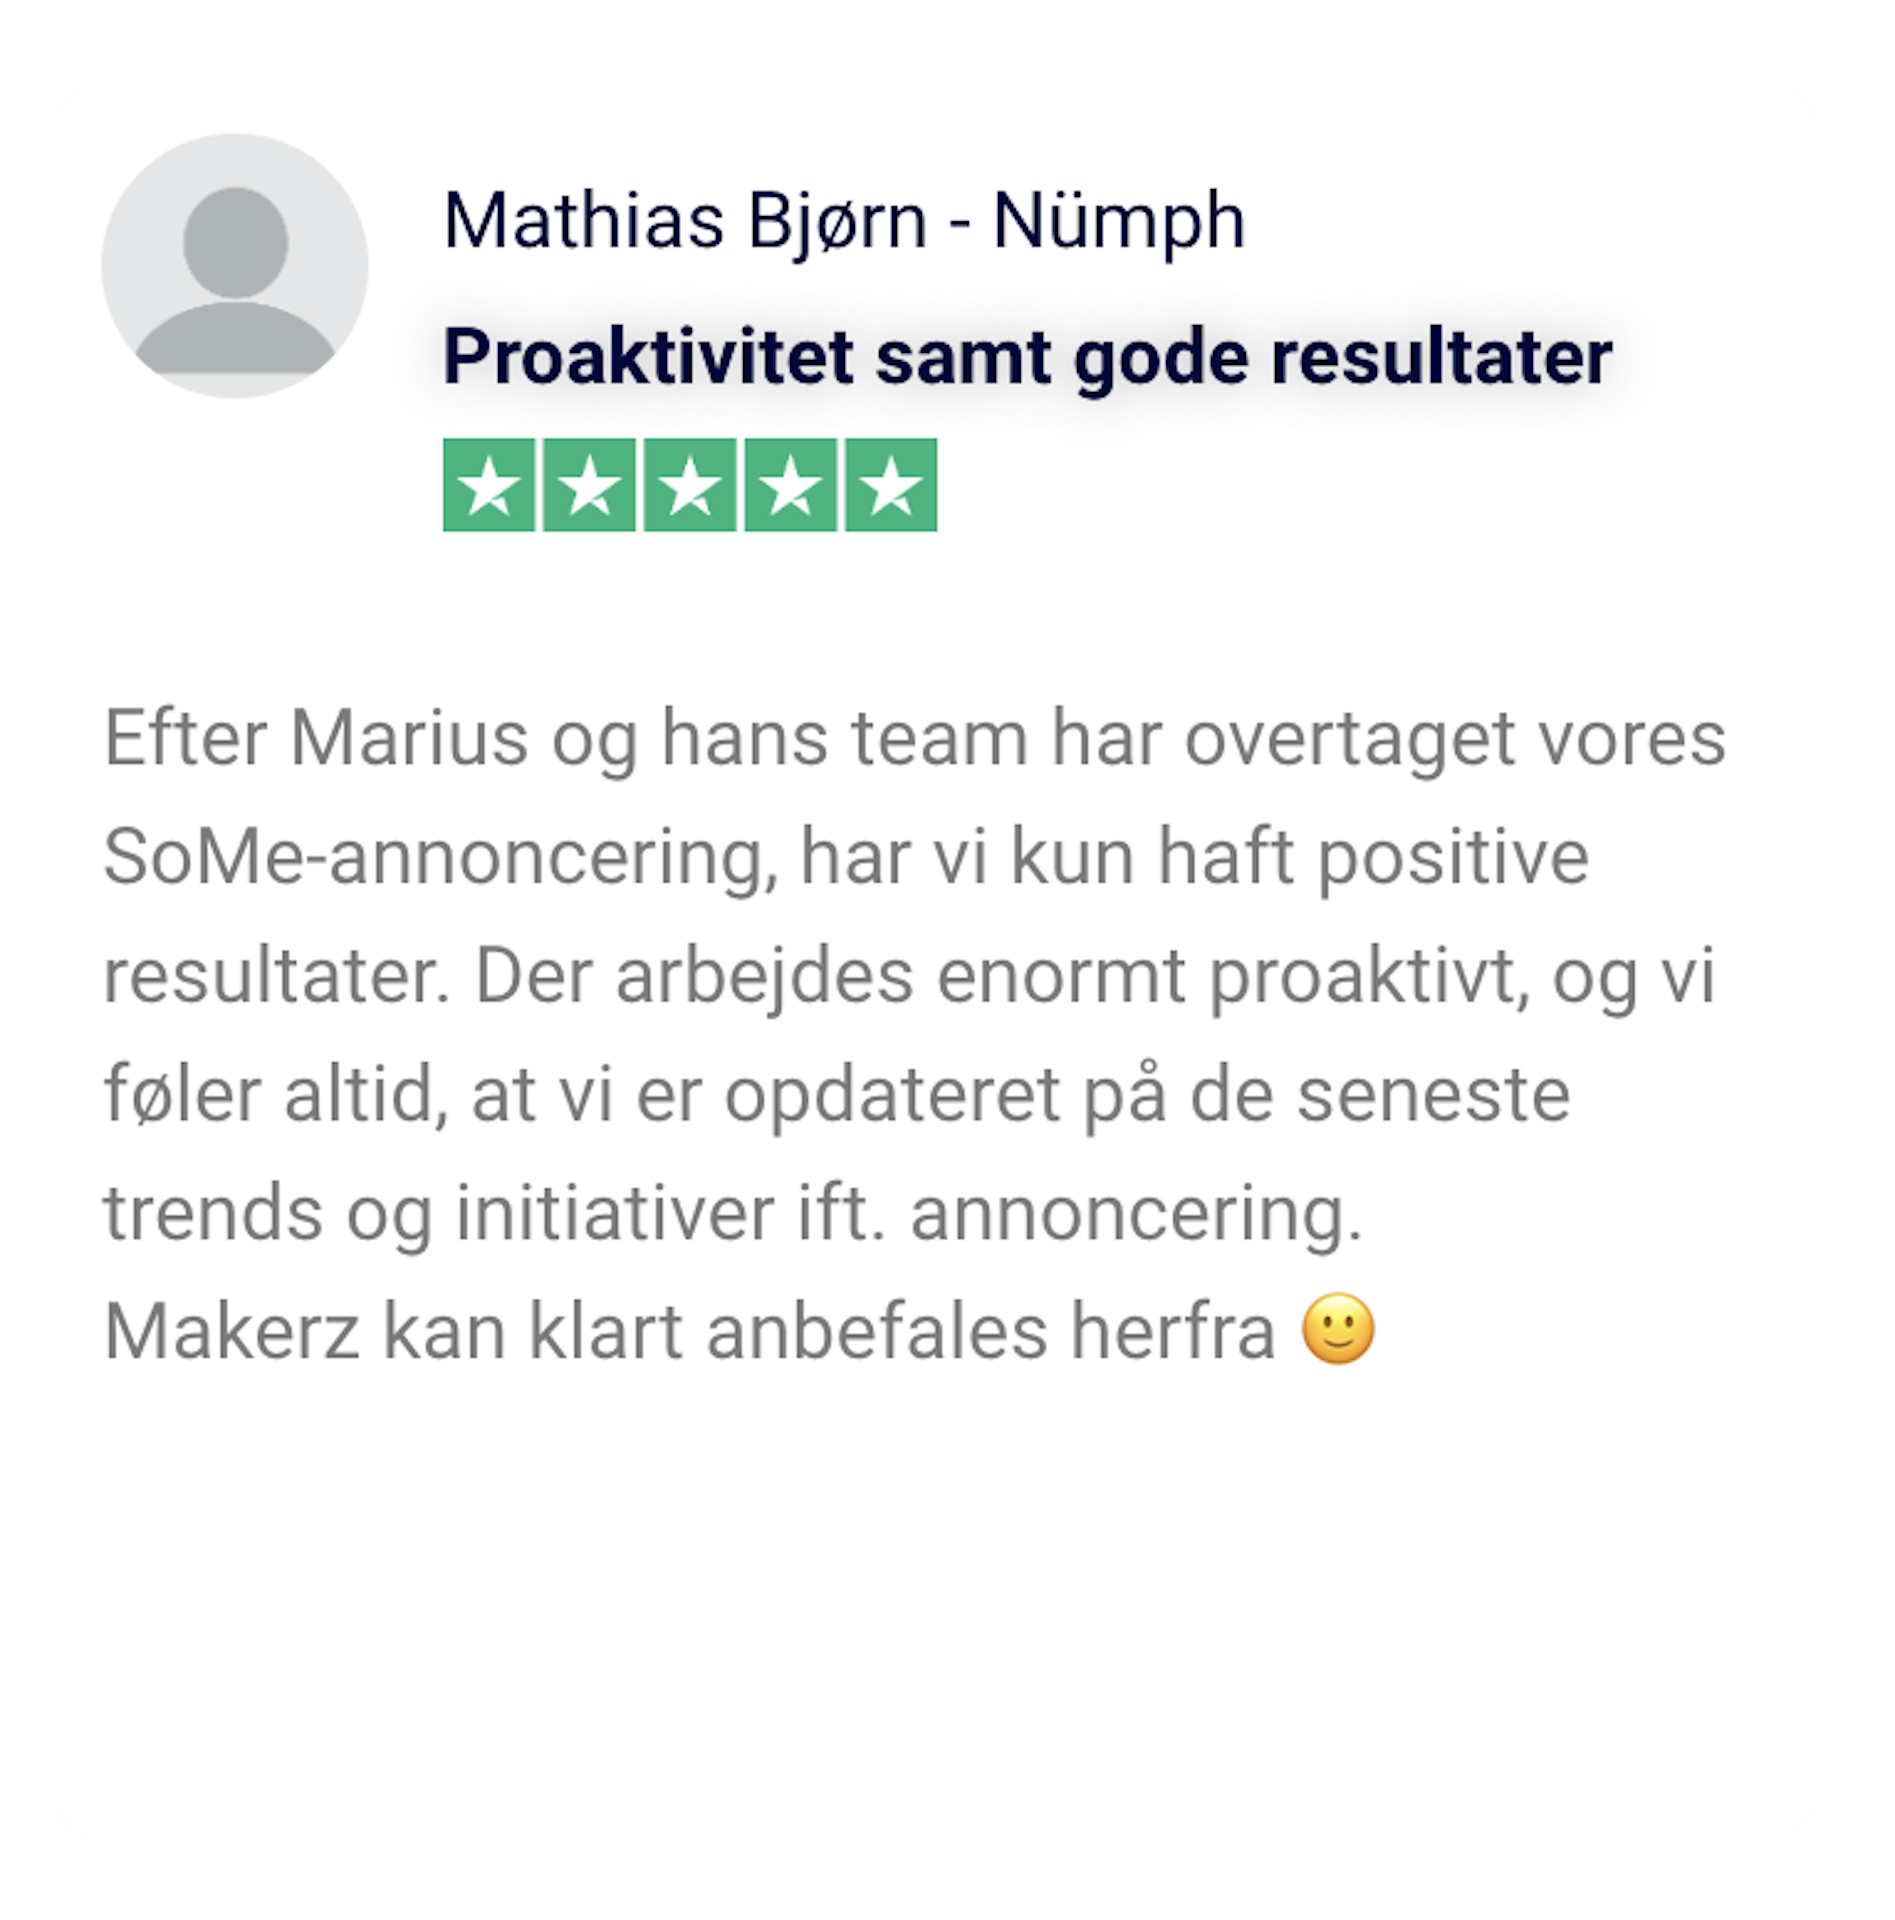 Mathias Bjørn - Nümph
Proaktivitet samt gode resultater
Efter Marius og hans team har overtaget vores
SoMe-annoncering, har vi kun haft positive
resultater. Der arbejdes enormt proaktivt, og vi
føler altid, at vi er opdateret på de seneste
trends og initiativer ift. annoncering.
Makerz kan klart anbefales herfra 🙂